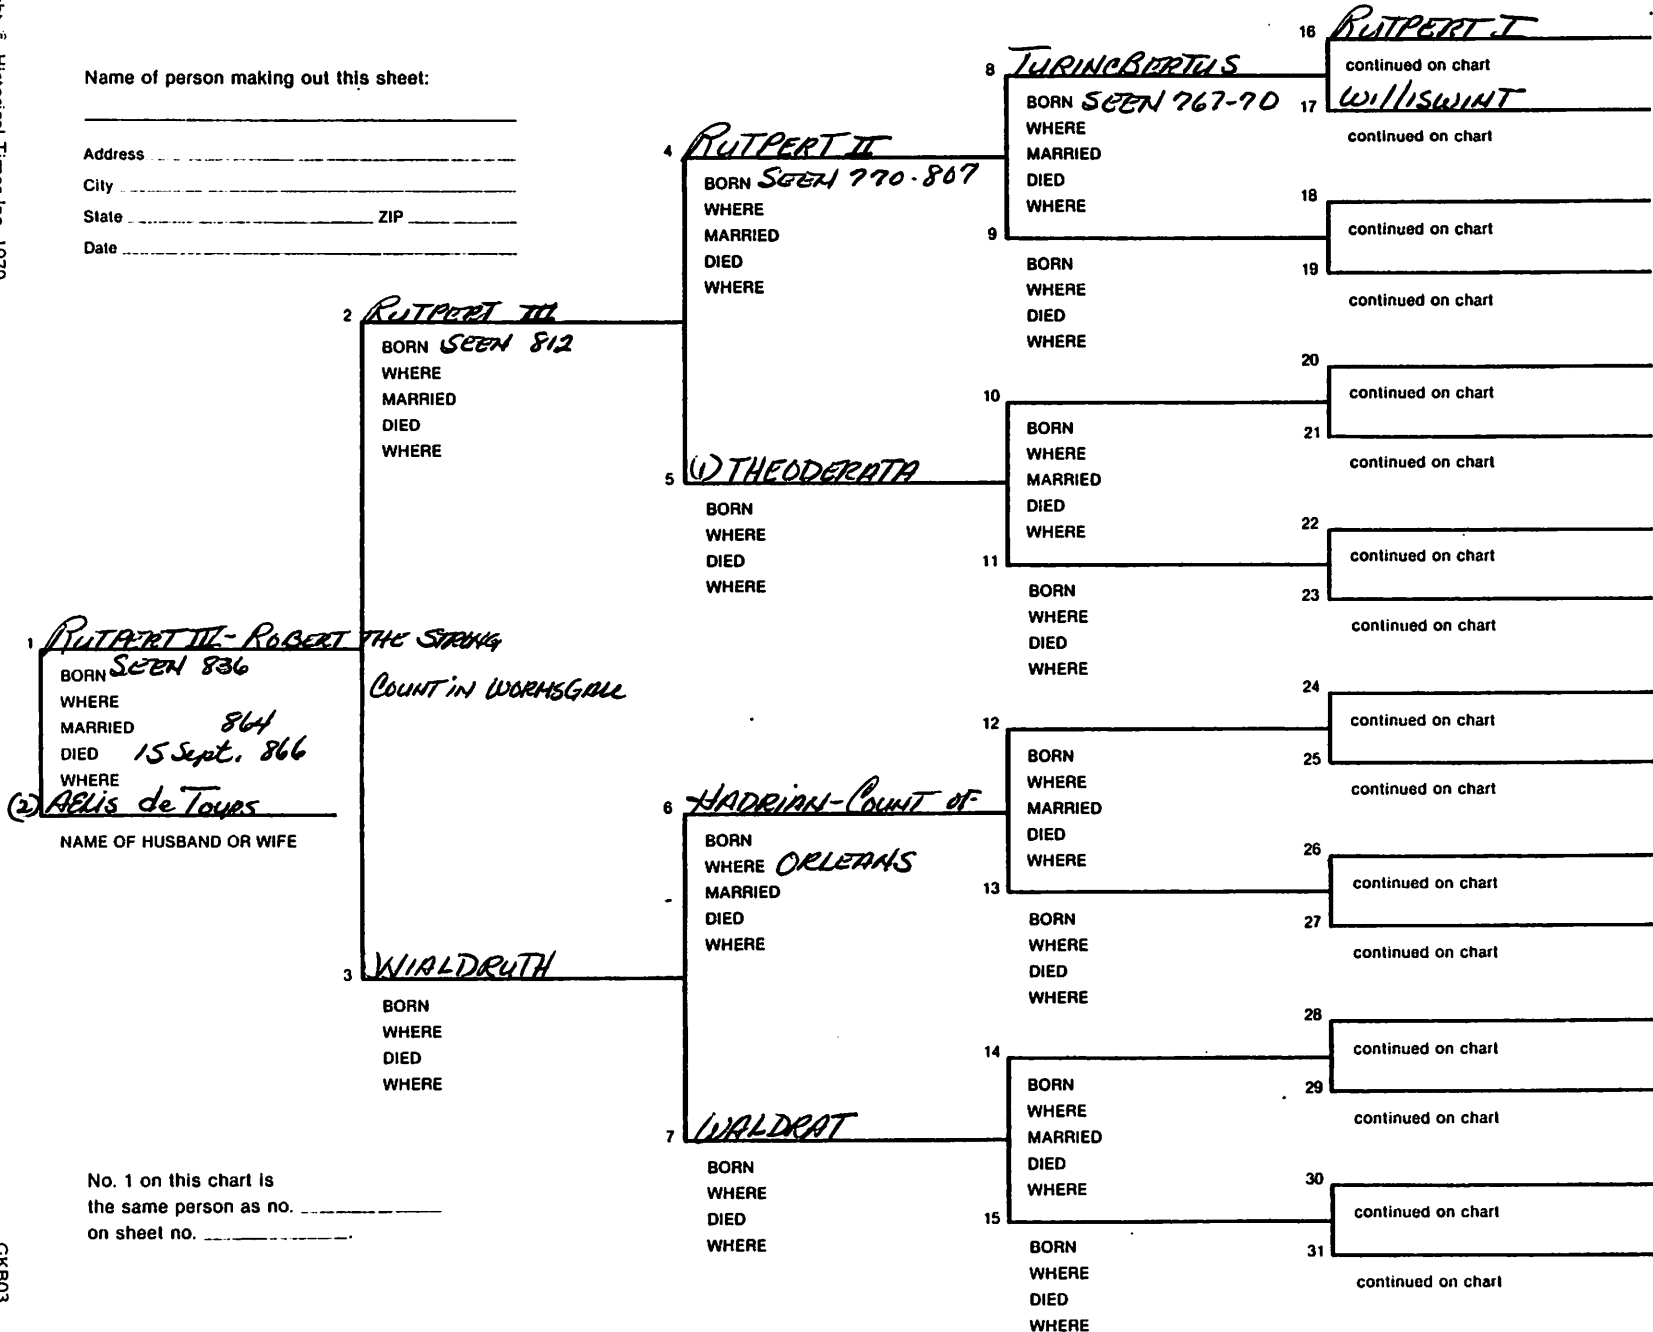 Name of person making out this sheet:
Address
City
State ZIP
Date
1 RUTPERT III - ROBERT THE STRONG
COUNT IN WORMSGAU
BORN SEEN 836
WHERE
MARRIED 864
DIED 15 Sept. 866
WHERE
(2) AELIS de TOURS
NAME OF HUSBAND OR WIFE
2 RUTPERT III
BORN SEEN 812
WHERE
MARRIED
DIED
WHERE
3 WIALDRUTH
BORN
WHERE
DIED
WHERE
4 RUTPERT II
BORN SEEN 770-807
WHERE
MARRIED
DIED
WHERE
5 (1) THEODERATA
BORN
WHERE
DIED
WHERE
6 HADRIAN - COUNT OF
BORN
WHERE ORLEANS
MARRIED
DIED
WHERE
7 WALDRAT
BORN
WHERE
DIED
WHERE
8 TURINCBERTUS
BORN SEEN 767-70
WHERE
MARRIED
DIED
WHERE
9
BORN
WHERE
DIED
WHERE
10
BORN
WHERE
MARRIED
DIED
WHERE
11
BORN
WHERE
DIED
WHERE
12
BORN
WHERE
MARRIED
DIED
WHERE
13
BORN
WHERE
DIED
WHERE
14
BORN
WHERE
MARRIED
DIED
WHERE
15
BORN
WHERE
DIED
WHERE
16 RUTPERT I
continued on chart
17 WILLISWINT
continued on chart
18
continued on chart
19
continued on chart
20
continued on chart
21
continued on chart
22
continued on chart
23
continued on chart
24
continued on chart
25
continued on chart
26
continued on chart
27
continued on chart
28
continued on chart
29
continued on chart
30
continued on chart
31
continued on chart
No. 1 on this chart is
the same person as no.
on sheet no. .
Historical Times Inc. 1979
GKB03